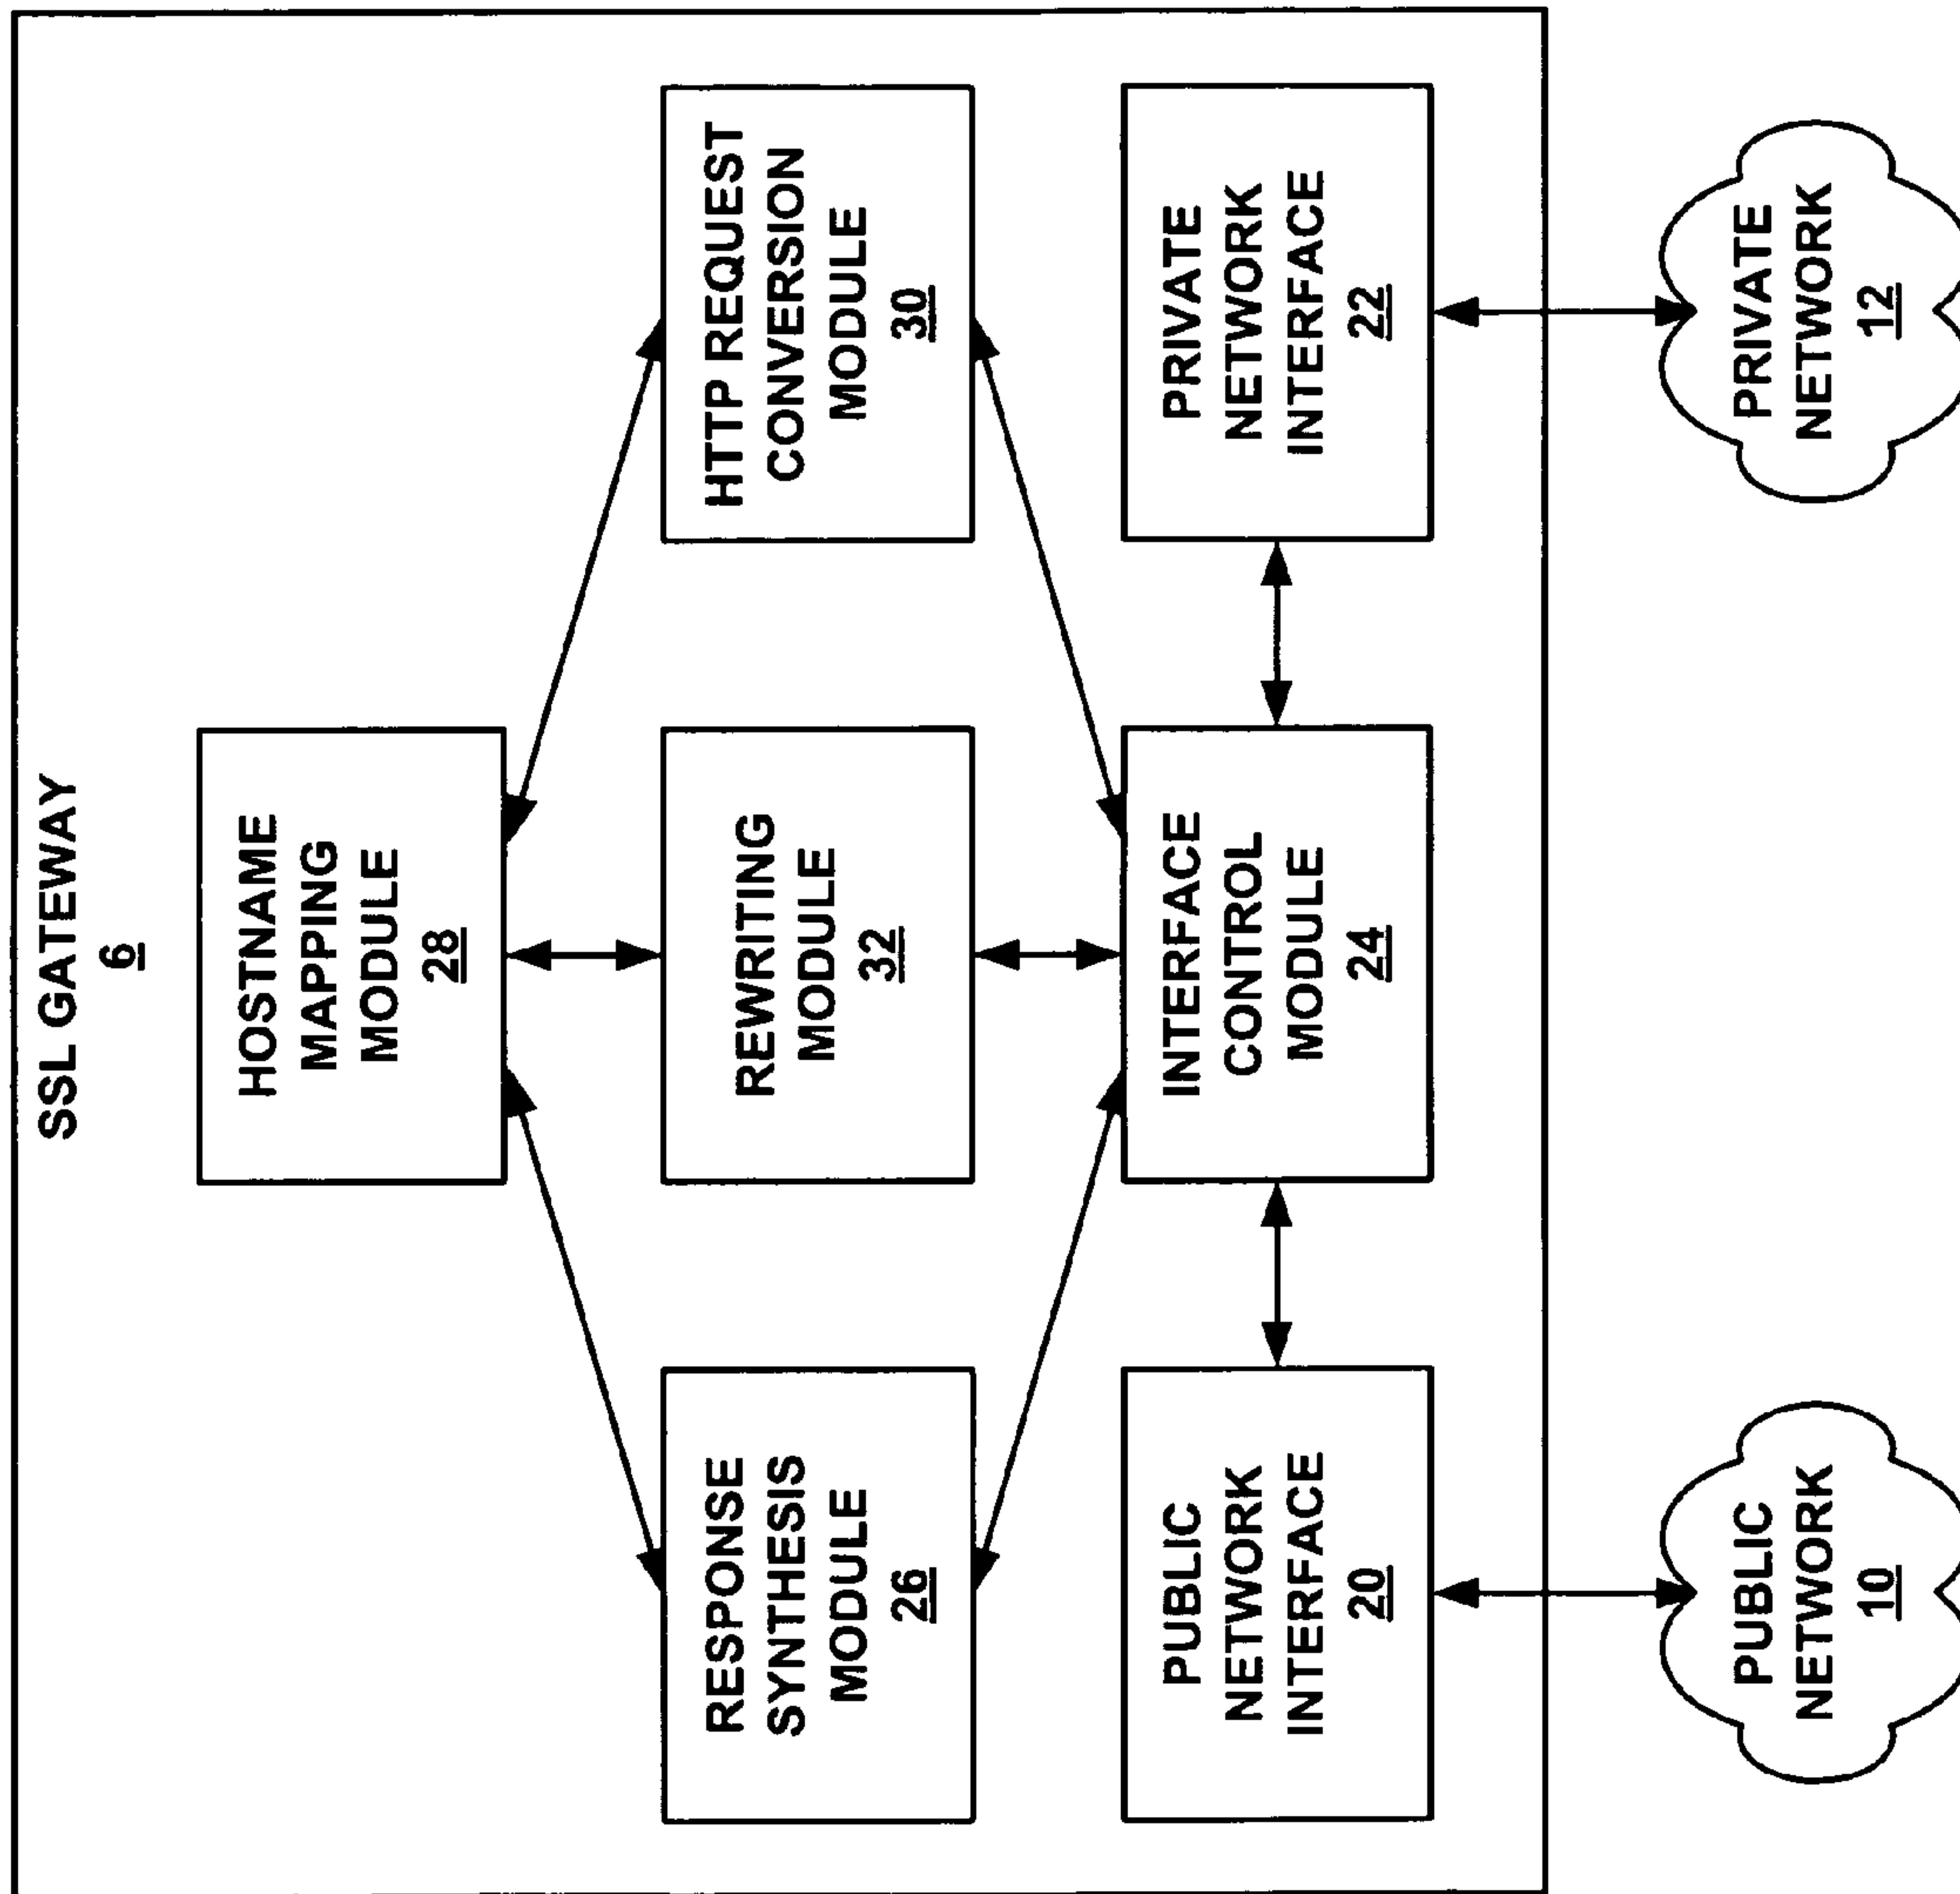 SSL GATEWAY
6
HOSTNAME
MAPPING
MODULE
28
RESPONSE
SYNTHESIS
MODULE
26
REWRITING
MODULE
32
HTTP REQUEST
CONVERSION
MODULE
30
PUBLIC
NETWORK
INTERFACE
20
INTERFACE
CONTROL
MODULE
24
PRIVATE
NETWORK
INTERFACE
22
PUBLIC
NETWORK
10
PRIVATE
NETWORK
12